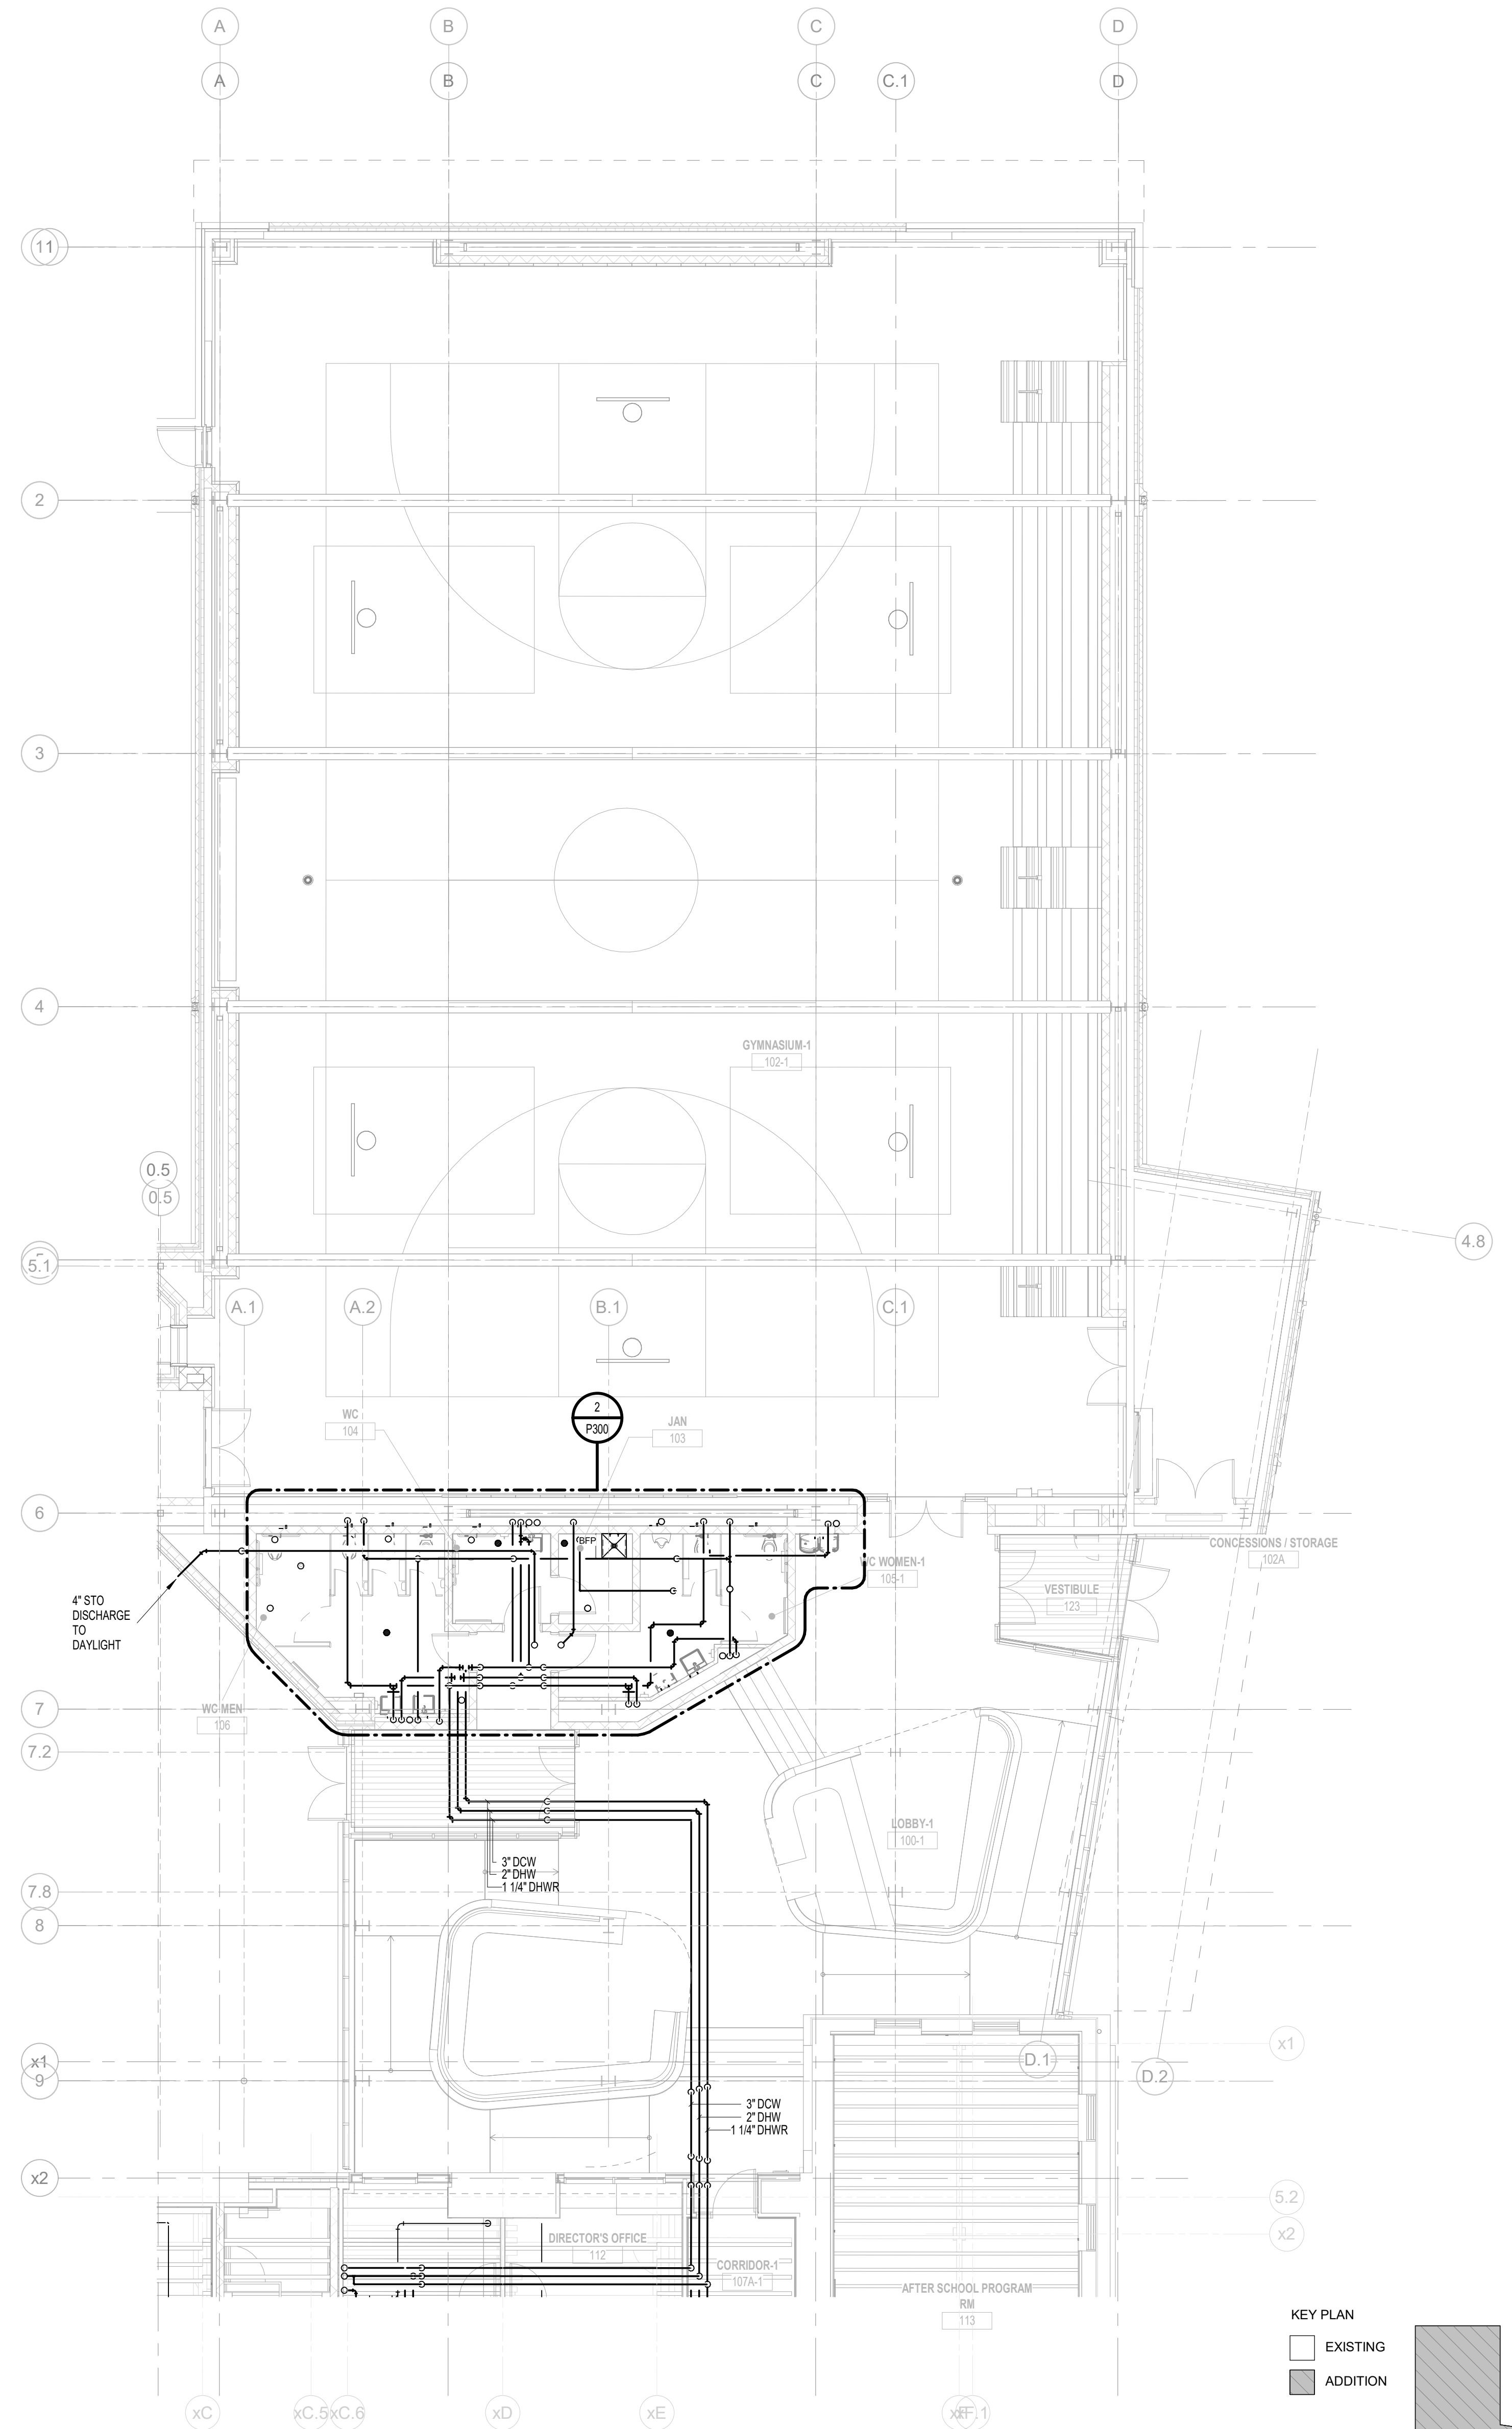 A
B
C
D
A
B
C
C.1
D
11
2
3
4
GYMNASIUM-1
102-1
0.5
0.5
4.8
5.1
A.1
A.2
B.1
C.1
2
P300
WC
104
JAN
103
6
BFP
CONCESSIONS / STORAGE
102A
WC WOMEN-1
105-1
VESTIBULE
123
4" STO
DISCHARGE
TO
DAYLIGHT
WC MEN
106
7
7.2
LOBBY-1
100-1
3" DCW
2" DHW
1 1/4" DHWR
7.8
8
x1
x1
9
D.1
D.2
3" DCW
2" DHW
1 1/4" DHWR
x2
5.2
x2
DIRECTOR'S OFFICE
112
CORRIDOR-1
107A-1
AFTER SCHOOL PROGRAM
RM
113
KEY PLAN
EXISTING
ADDITION
xC
xC.5
xC.6
xD
xE